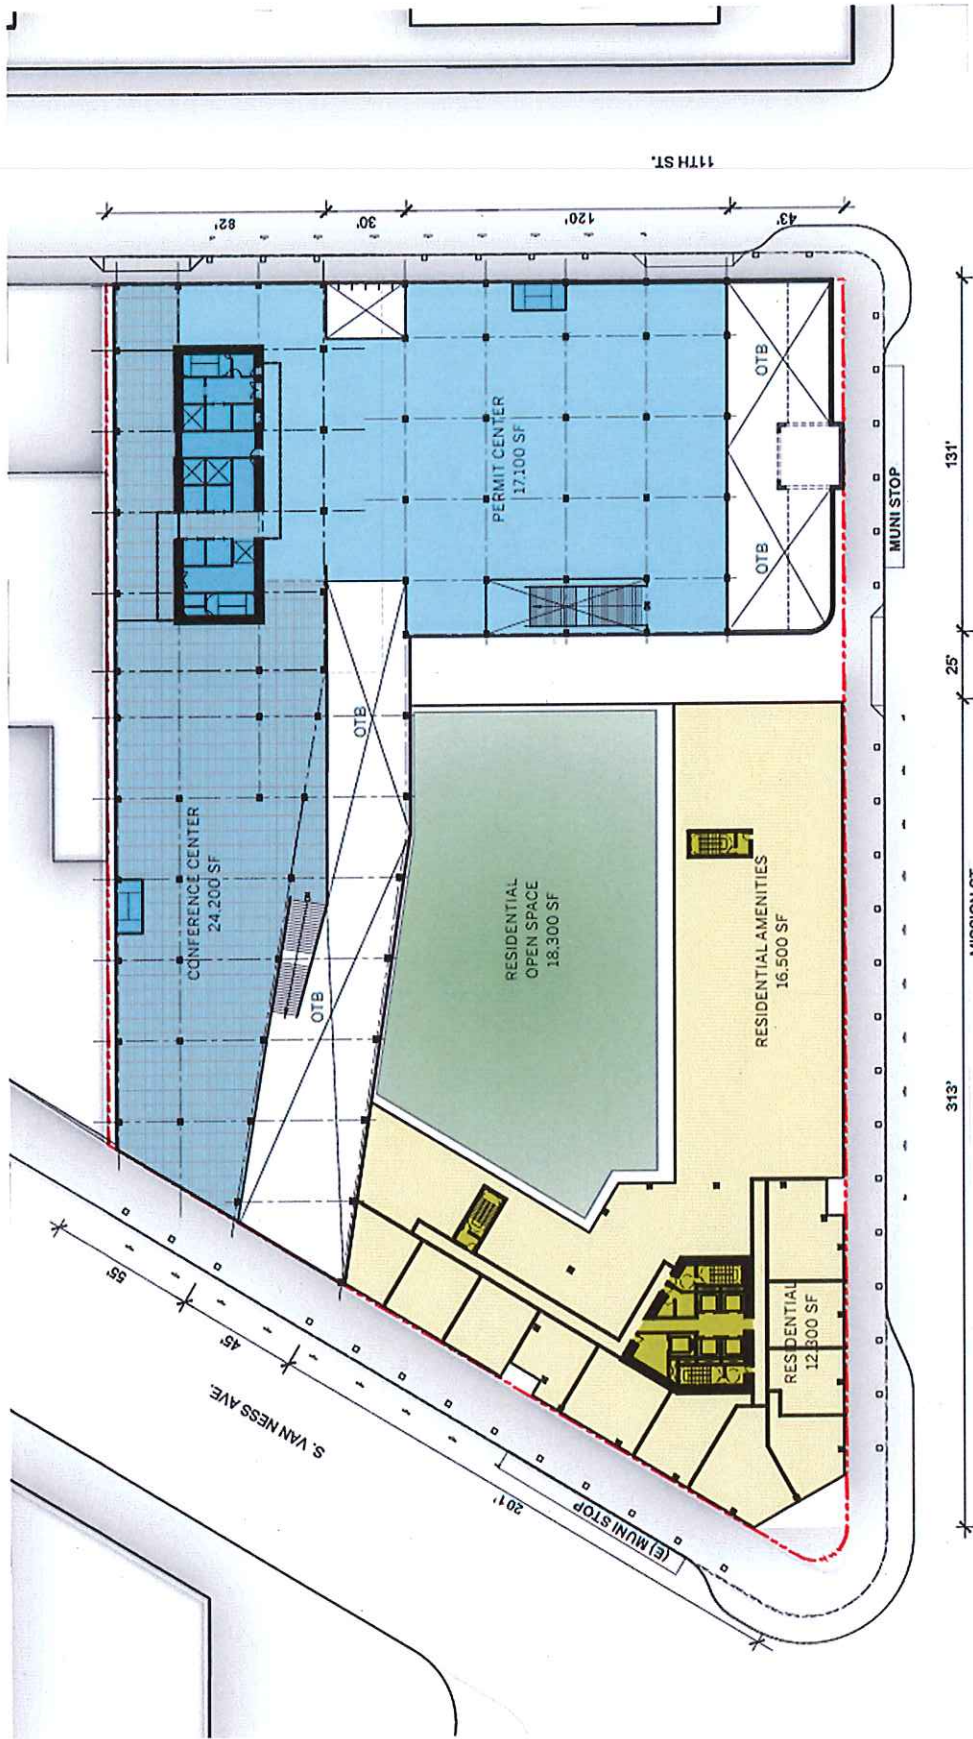 11TH ST.
82'
30'
120'
43'
CONFERENCE CENTER
24,200 SF
PERMIT CENTER
17,100 SF
OTB
OTB
OTB
OTB
RESIDENTIAL
OPEN SPACE
18,300 SF
RESIDENTIAL AMENITIES
16,500 SF
RESIDENTIAL
12,300 SF
MUNI STOP
131'
25'
313'
MISSION ST.
55'
45'
201'
S. VAN NESS AVE.
(E) MUNI STOP